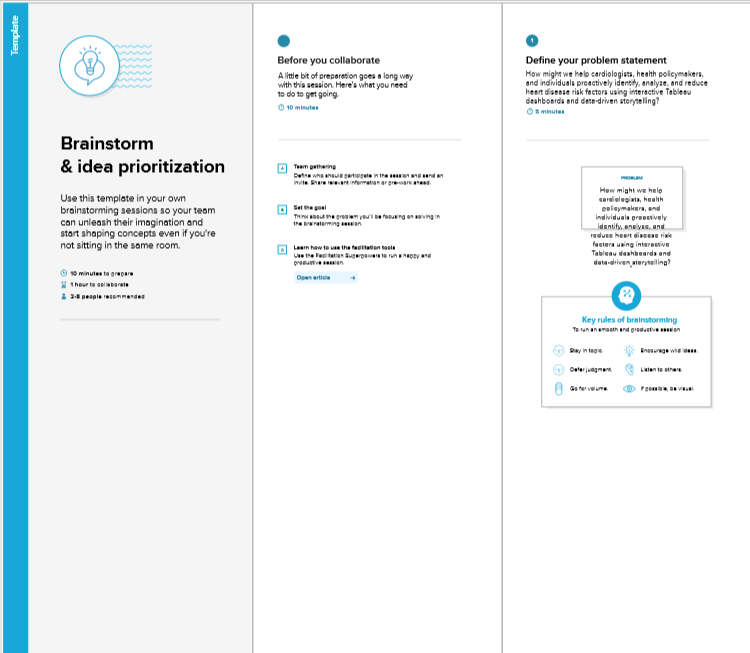 Template
Brainstorm
& idea prioritization
Use this template in your own
brainstorming sessions so your team
can unleash their imagination and
start shaping concepts even if you're
not sitting in the same room.
10 minutes to prepare
1 hour to collaborate
2-8 people recommended
Before you collaborate
A little bit of preparation goes a long way
with this session. Here's what you need
to do to get going.
10 minutes
A
Team gathering
Define who should participate in the session and send an
invite. Share relevant information or pre-work ahead.
B
Set the goal
Think about the problem you'll be focusing on solving in
the brainstorming session.
C
Learn how to use the facilitation tools
Use the Facilitation Superpowers to run a happy and
productive session.
Open article
1
Define your problem statement
How might we help cardiologists, health policymakers,
and individuals proactively identify, analyze, and reduce
heart disease risk factors using interactive Tableau
dashboards and data-driven storytelling?
5 minutes
PROBLEM
How might we help
cardiologists, health
policymakers, and
individuals proactively
identify, analyze, and
reduce heart disease risk
factors using interactive
Tableau dashboards and
data-driven storytelling?
Key rules of brainstorming
To run an smooth and productive session
Stay in topic.
Encourage wild ideas.
Defer judgment.
Listen to others.
Go for volume.
If possible, be visual.